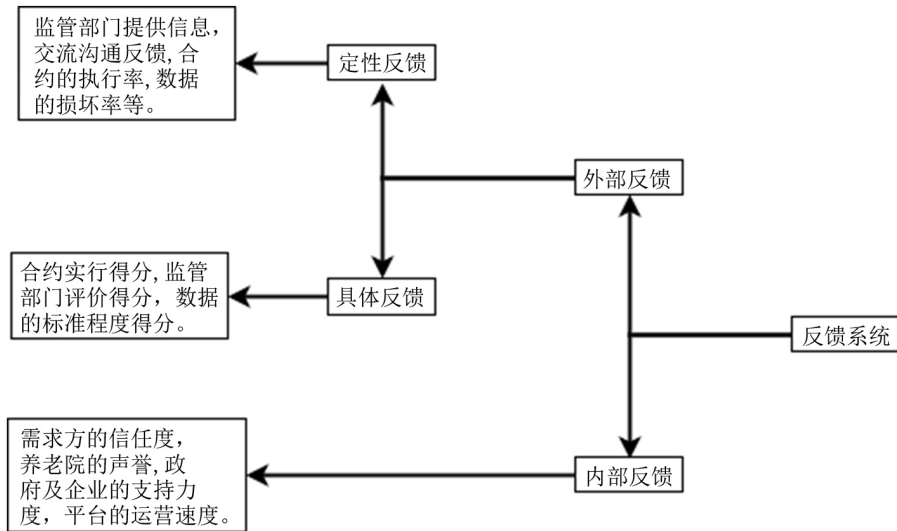 监管部门提供信息，
交流沟通反馈, 合
约的执行率, 数据
的损坏率等。
定性反馈
外部反馈
合约实行得分, 监管
部门评价得分，数据
的标准程度得分。
具体反馈
反馈系统
需求方的信任度，
养老院的声誉, 政
府及企业的支持力
度，平台的运营速度。
内部反馈